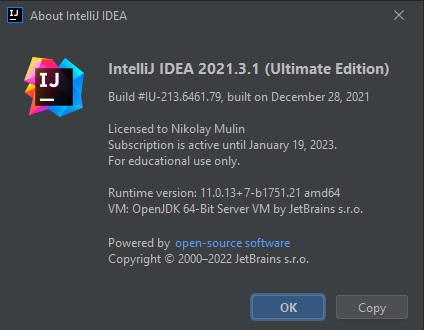 About IntelliJ IDEA
IJ
IntelliJ IDEA 2021.3.1 (Ultimate Edition)
Build #IU-213.6461.79, built on December 28, 2021
Licensed to Nikolay Mulin
Subscription is active until January 19, 2023.
For educational use only.
Runtime version: 11.0.13+7-b1751.21 amd64
VM: OpenJDK 64-Bit Server VM by JetBrains s.r.o.
Powered by open-source software
Copyright © 2000–2022 JetBrains s.r.o.
OK Copy